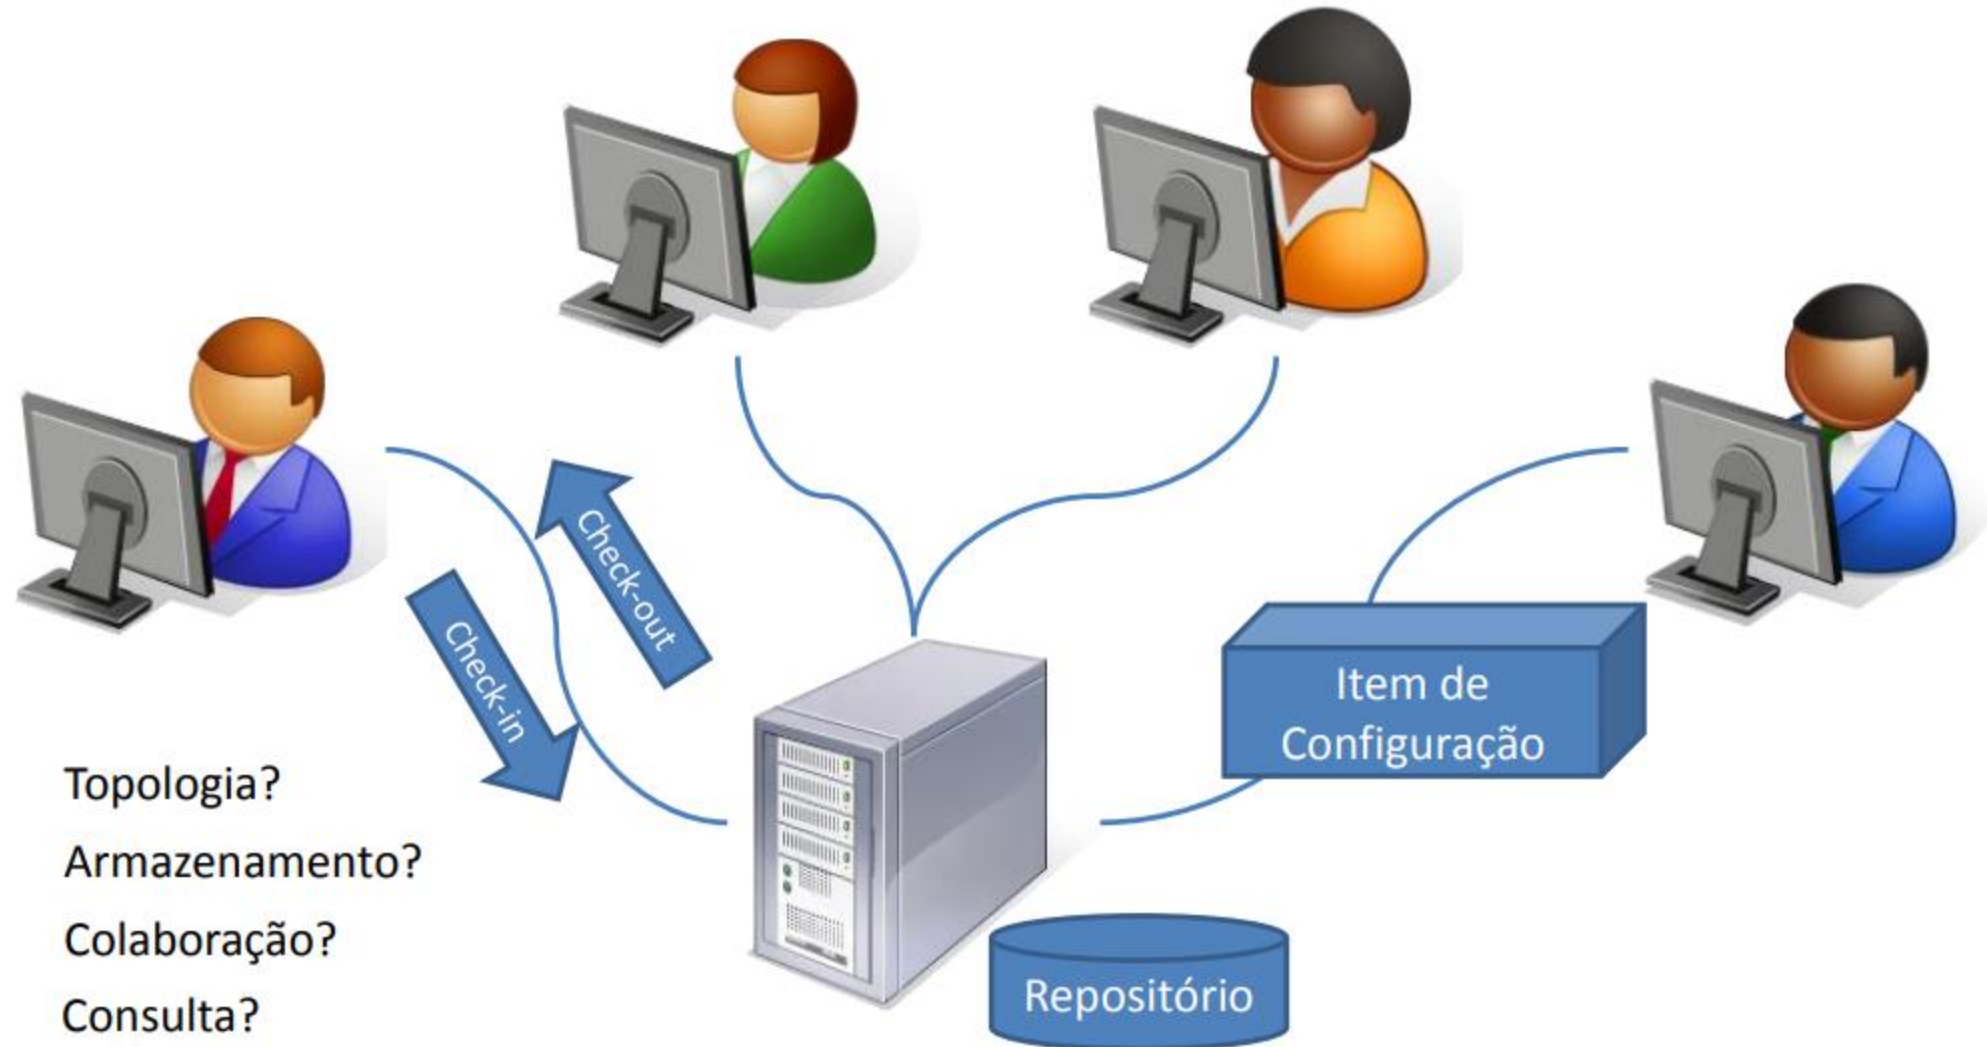 Check-out
Check-in
Item de
Configuração
Topologia?
Armazenamento?
Colaboração?
Consulta?
Repositório